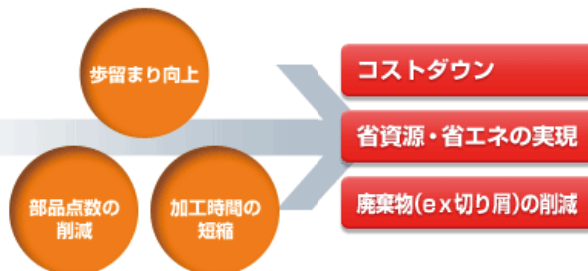 歩留まり向上
部品点数の
削減
加工時間の
短縮
コストダウン
省資源・省エネの実現
廃棄物(ex切り屑)の削減